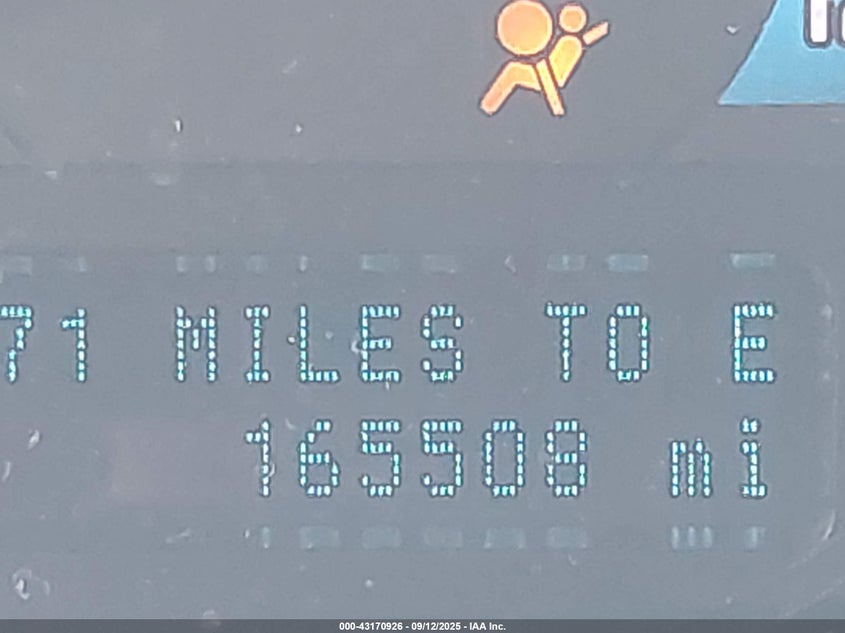 71 MILES TO E
165508 mi
000-43170926 - 09/12/2025 - IAA Inc.